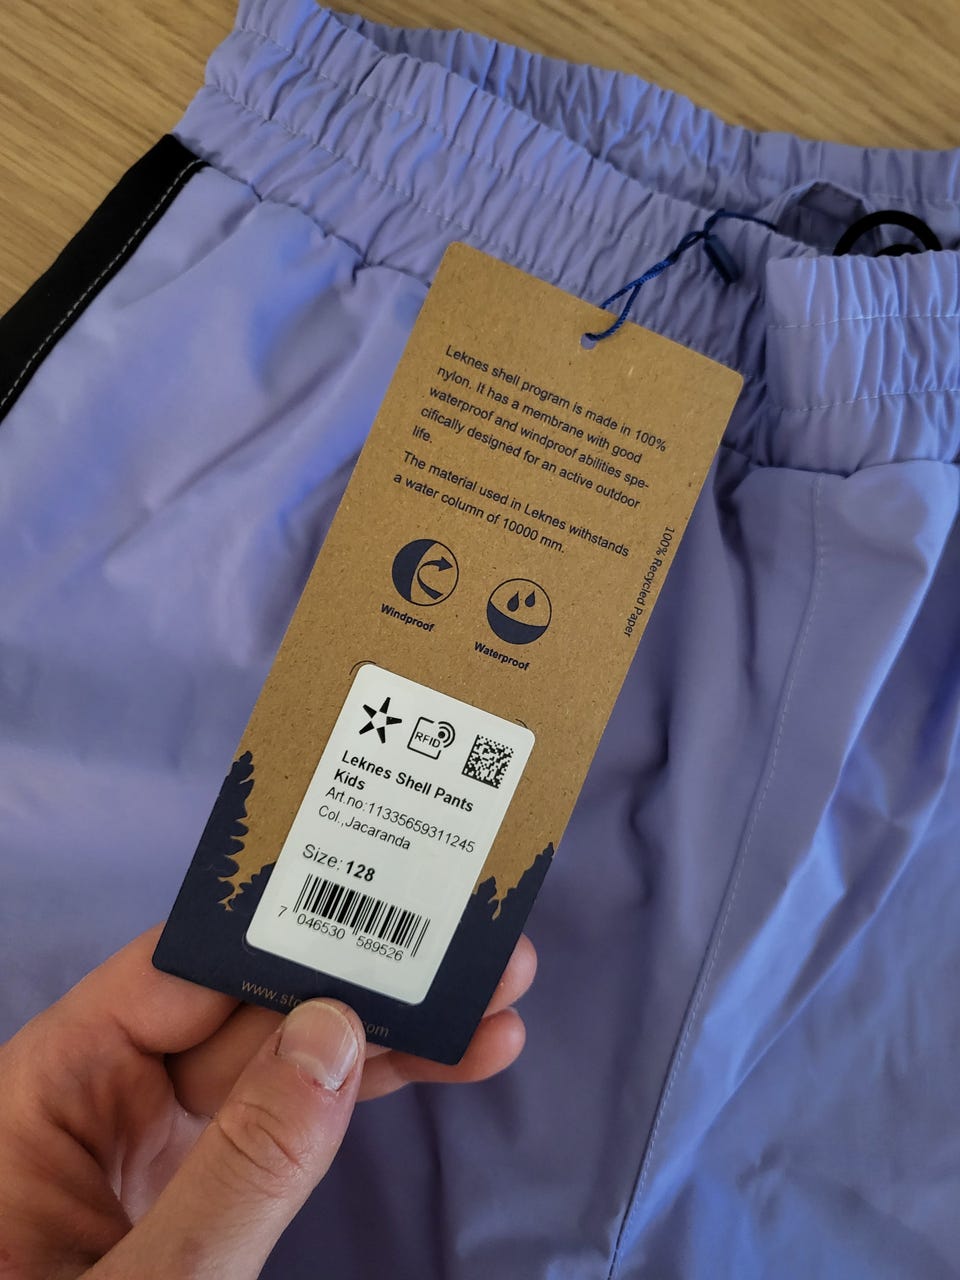 Leknes shell program is made in 100%
nylon. It has a membrane with good
waterproof and windproof abilities spe-
cifically designed for an active outdoor
life.
The material used in Leknes withstands
a water column of 10000 mm.
100% Recycled Paper
Windproof
Waterproof
RFID
Leknes Shell Pants
Kids
Art.no:11335659311245
Col.,Jacaranda
Size: 128
7 046530 589526